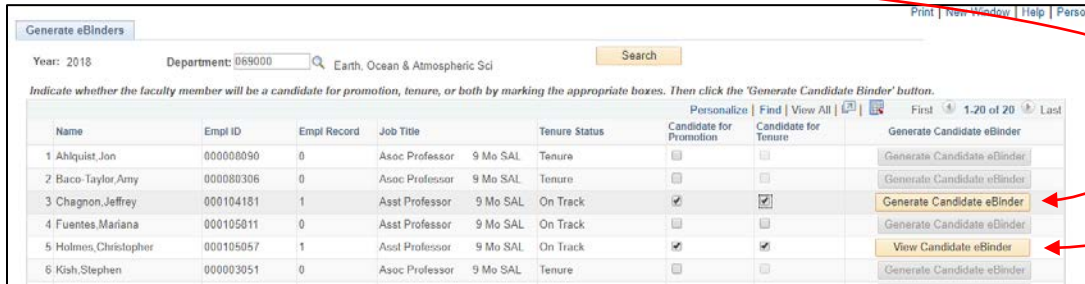 Print | New Window | Help | Perso
Generate eBinders
Year: 2018 Department: 069000 Earth, Ocean & Atmospheric Sci Search
Indicate whether the faculty member will be a candidate for promotion, tenure, or both by marking the appropriate boxes. Then click the 'Generate Candidate Binder' button.
Personalize | Find | View All | First 1-20 of 20 Last
Name Empl ID Empl Record Job Title Tenure Status Candidate for Promotion Candidate for Tenure Generate Candidate eBinder
1 Ahlquist,Jon 000008090 0 Asoc Professor 9 Mo SAL Tenure Generate Candidate eBinder
2 Baco-Taylor,Amy 000080306 0 Asoc Professor 9 Mo SAL Tenure Generate Candidate eBinder
3 Chagnon,Jeffrey 000104181 1 Asst Professor 9 Mo SAL On Track Generate Candidate eBinder
4 Fuentes,Mariana 000105811 0 Asst Professor 9 Mo SAL On Track Generate Candidate eBinder
5 Holmes,Christopher 000105057 1 Asst Professor 9 Mo SAL On Track View Candidate eBinder
6 Kish,Stephen 000003051 0 Asoc Professor 9 Mo SAL Tenure Generate Candidate eBinder